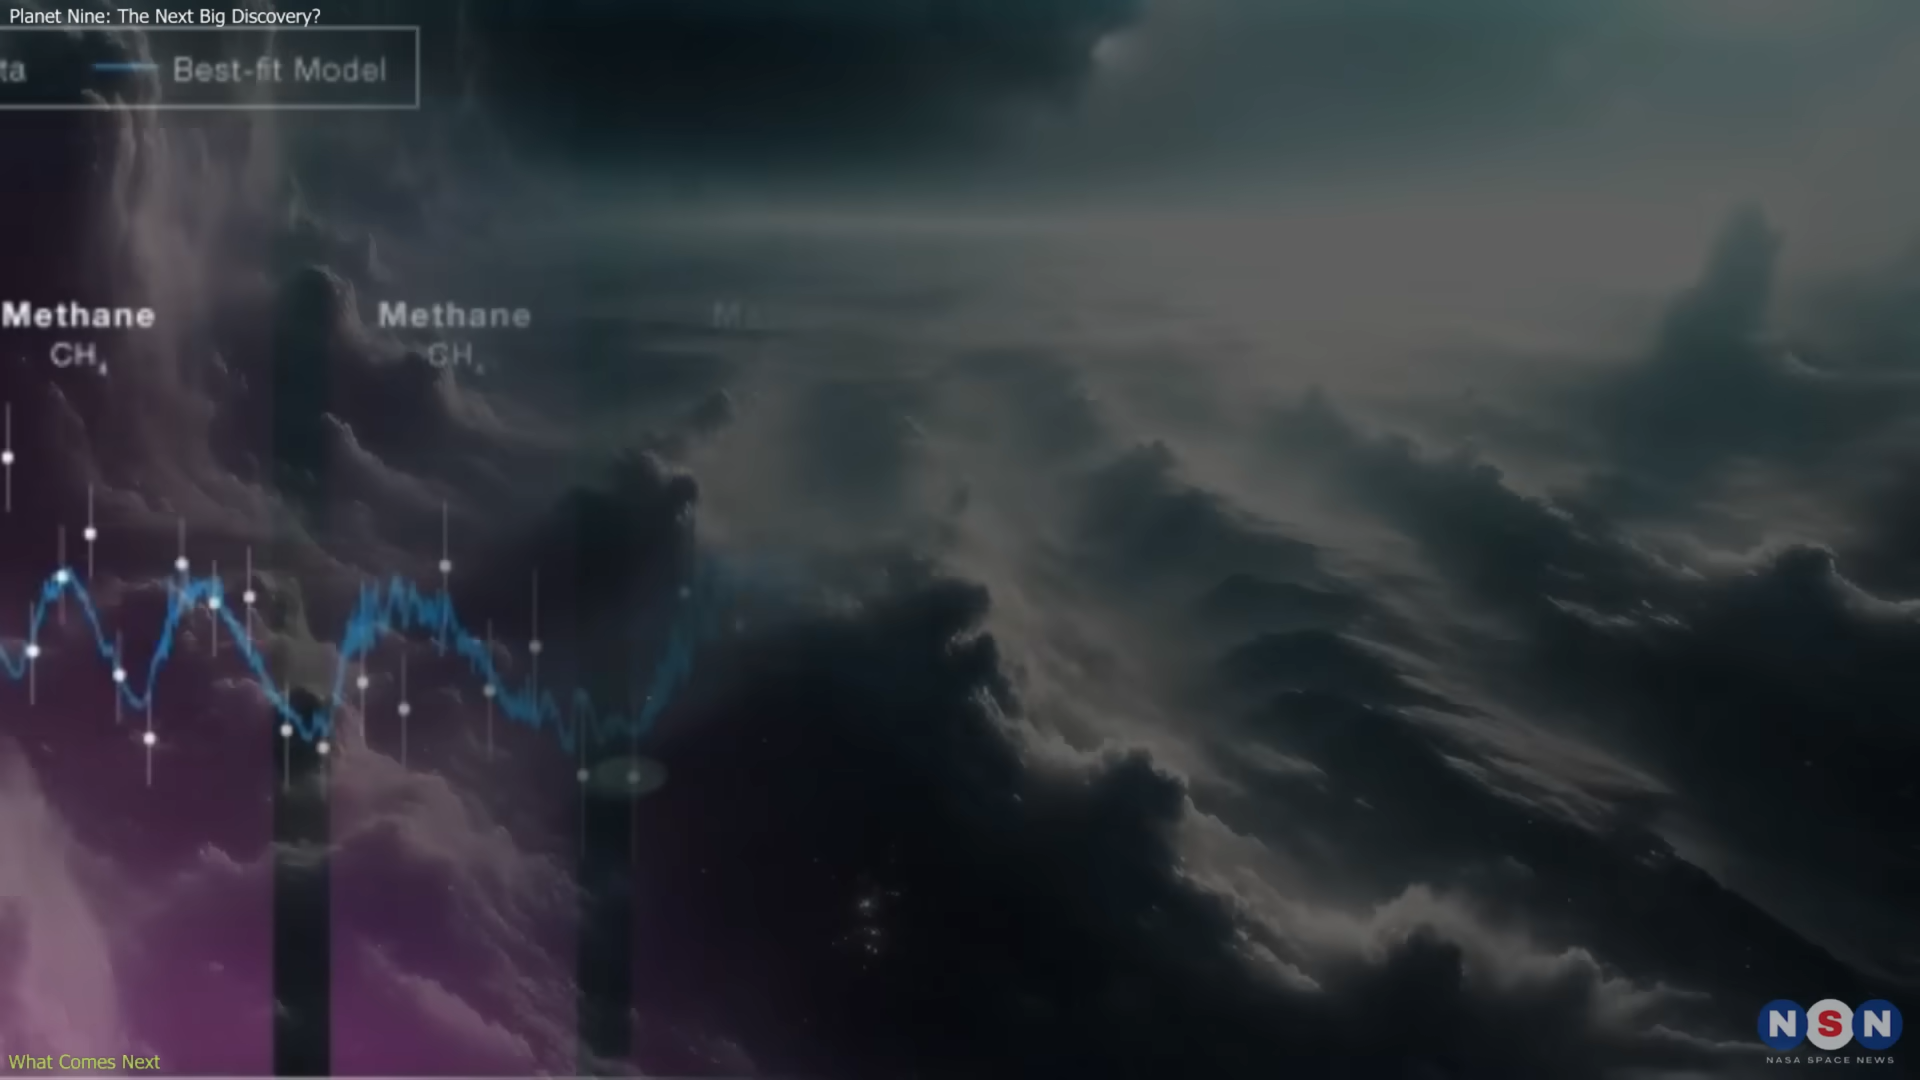 Planet Nine: The Next Big Discovery?
ta Best-fit Model
Methane Methane
CH4 CH4
What Comes Next
NSN
NASA SPACE NEWS